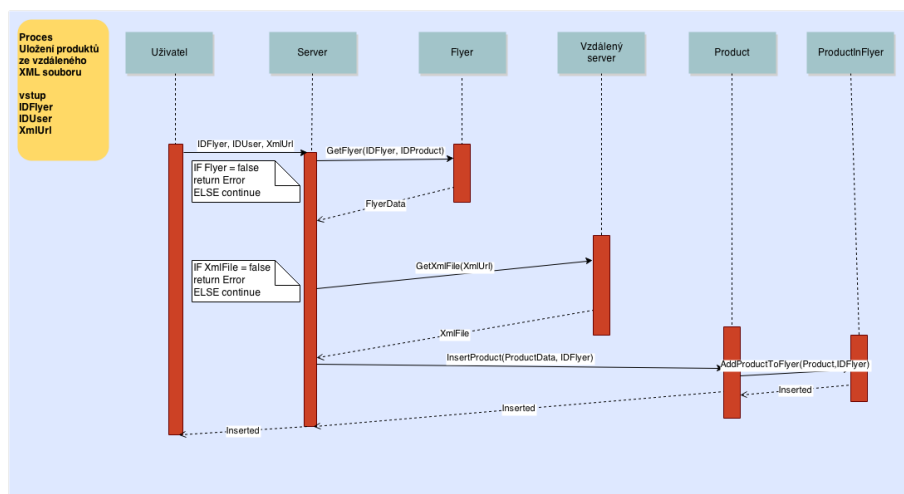 Proces
Uložení produktů
ze vzdáleného
XML souboru
vstup
IDFlyer
IDUser
XmlUrl
Uživatel
Server
Flyer
Vzdálený
server
Product
ProductInFlyer
IDFlyer, IDUser, XmlUrl
GetFlyer(IDFlyer, IDProduct)
IF Flyer = false
return Error
ELSE continue
FlyerData
IF XmlFile = false
return Error
ELSE continue
GetXmlFile(XmlUrl)
XmlFile
InsertProduct(ProductData, IDFlyer)
AddProductToFlyer(Product,IDFlyer)
Inserted
Inserted
Inserted